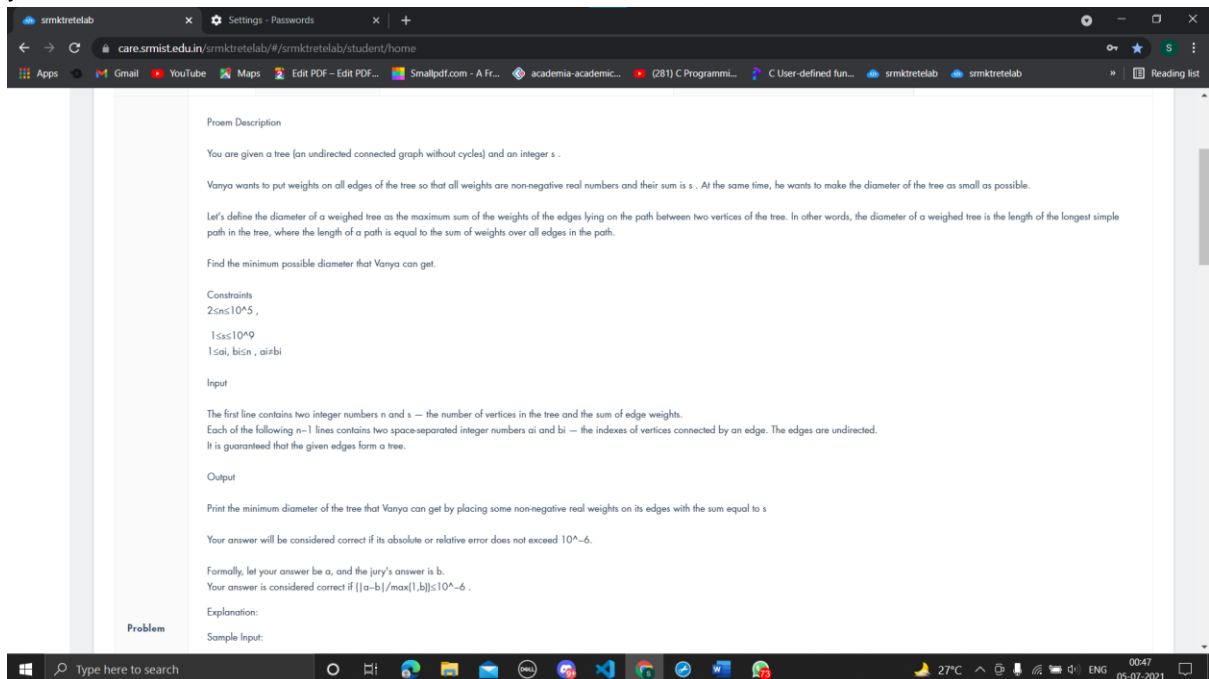 srmktretelab
Settings - Passwords
care.srmist.edu.in/srmktretelab/#/srmktretelab/student/home
S
Apps Gmail YouTube Maps Edit PDF – Edit PDF... Smallpdf.com - A Fr... academia-academic... (281) C Programmi... C User-defined fun... srmktretelab srmktretelab » Reading list
Proem Description
You are given a tree (an undirected connected graph without cycles) and an integer s .
Vanya wants to put weights on all edges of the tree so that all weights are non-negative real numbers and their sum is s . At the same time, he wants to make the diameter of the tree as small as possible.
Let's define the diameter of a weighed tree as the maximum sum of the weights of the edges lying on the path between two vertices of the tree. In other words, the diameter of a weighed tree is the length of the longest simple
path in the tree, where the length of a path is equal to the sum of weights over all edges in the path.
Find the minimum possible diameter that Vanya can get.
Constraints
2≤n≤10^5 ,
1≤s≤10^9
1≤ai, bi≤n , ai≠bi
Input
The first line contains two integer numbers n and s — the number of vertices in the tree and the sum of edge weights.
Each of the following n–1 lines contains two space-separated integer numbers ai and bi — the indexes of vertices connected by an edge. The edges are undirected.
It is guaranteed that the given edges form a tree.
Output
Print the minimum diameter of the tree that Vanya can get by placing some non-negative real weights on its edges with the sum equal to s
Your answer will be considered correct if its absolute or relative error does not exceed 10^–6.
Formally, let your answer be a, and the jury's answer is b.
Your answer is considered correct if (|a–b|/max(1,b))≤10^–6 .
Explanation:
Problem
Sample Input:
Type here to search
DELL
73
27°C
ENG
00:47
05-07-2021